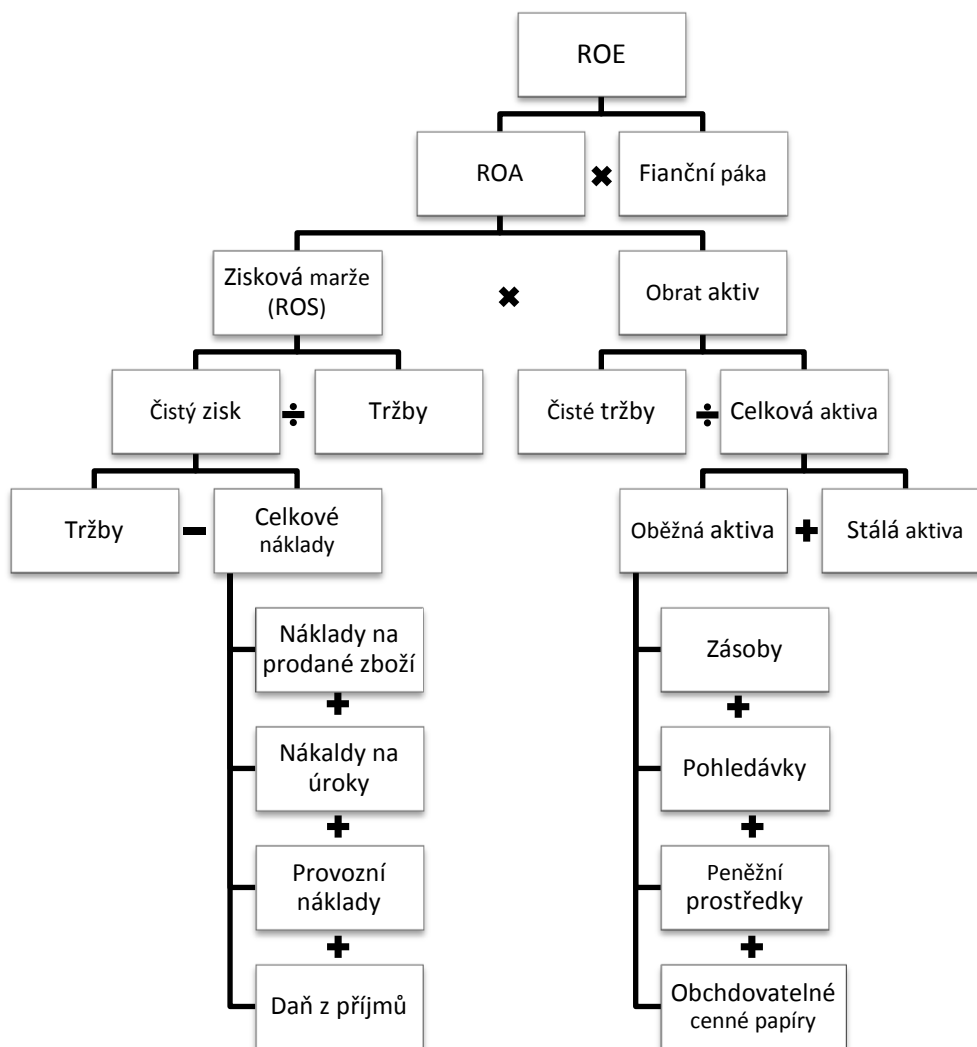 ROE
ROA
Fianční páka
Zisková marže
(ROS)
Obrat aktiv
Čistý zisk
Tržby
Čisté tržby
Celková aktiva
Tržby
Celkové
náklady
Oběžná aktiva
Stálá aktiva
Náklady na
prodané zboží
Zásoby
Nákaldy na
úroky
Pohledávky
Provozní
náklady
Peněžní
prostředky
Daň z příjmů
Obchdovatelné
cenné papíry